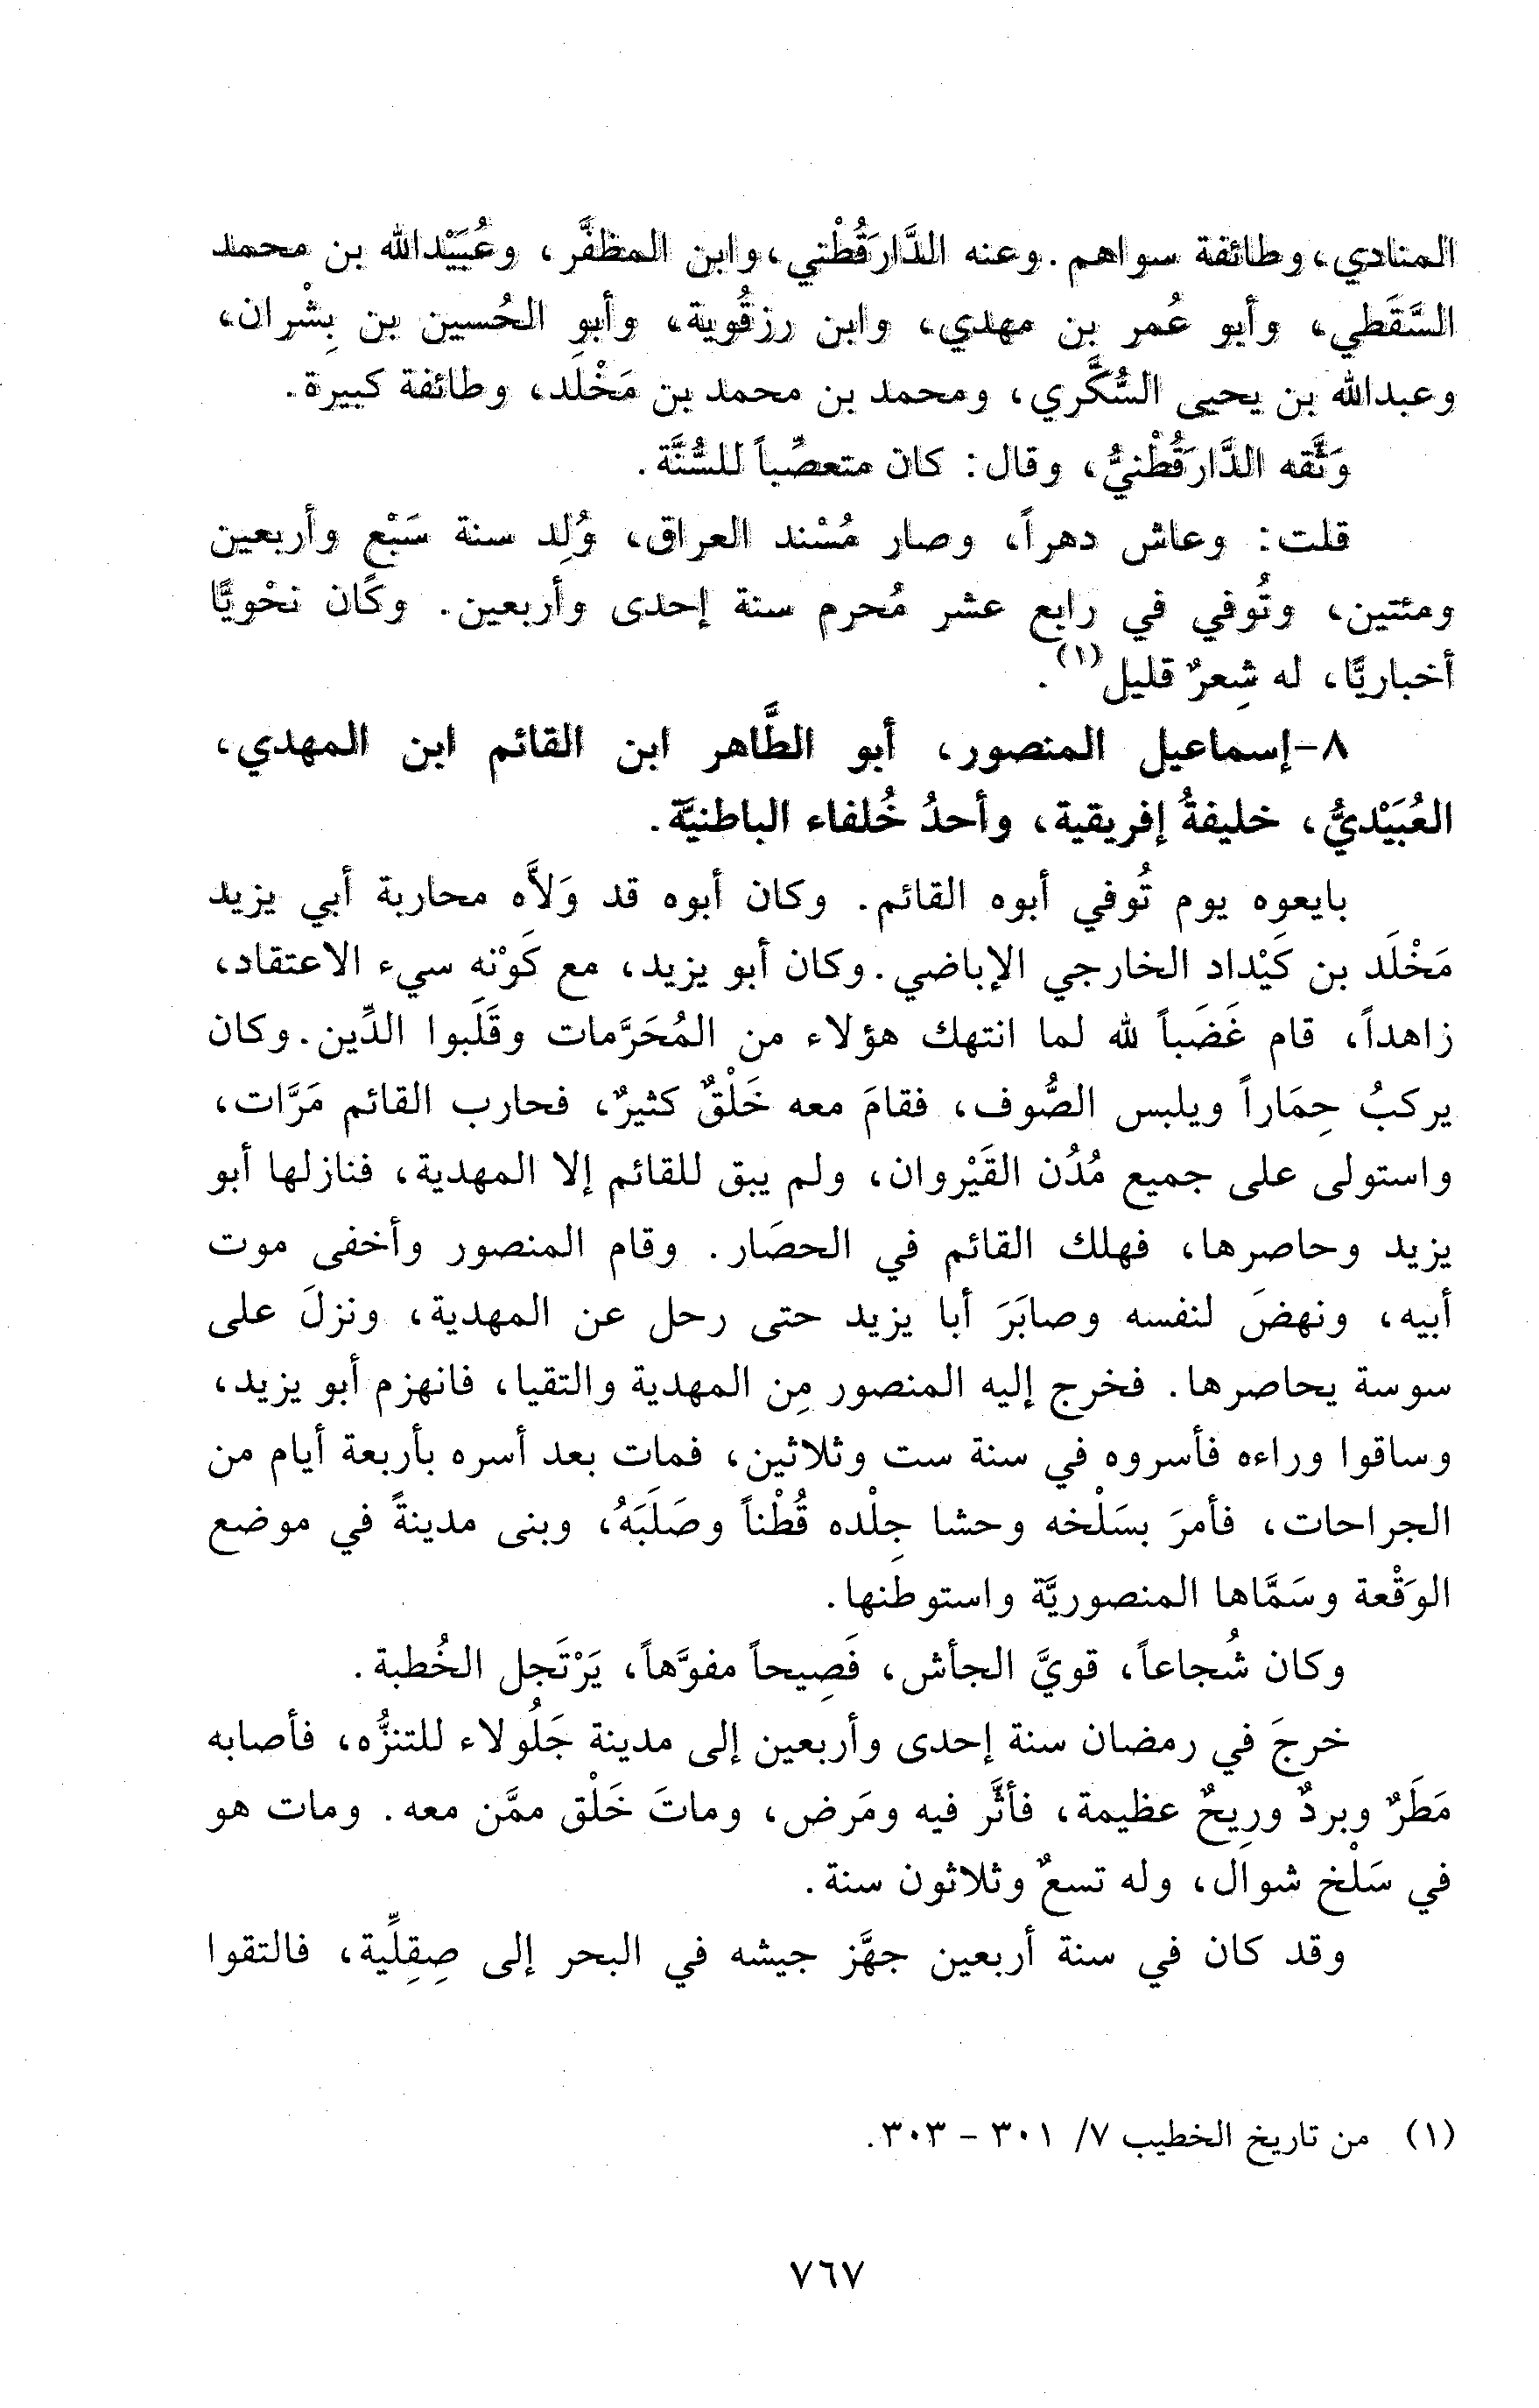 المنادي، وطائفة سواهم. وعنه الدَّارَقُطْني، وابن المظفَّر، وعُبَيْدالله بن محمد
السَّقَطي، وأبو عُمر بن مهدي، وابن رزقُوية، وأبو الحُسين بن بِشْران،
وعبدالله بن يحيى السُّكَّري، ومحمد بن محمد بن مَخْلَد، وطائفة كبيرة.
وَثَّقه الدَّارَقُطْنيُّ، وقال: كان متعصِّباً للسُّنَّة.
قلت: وعاش دهراً، وصار مُسْند العراق، وُلِد سنة سَبْعٍ وأربعين
ومئتين، وتُوفي في رابع عشر مُحرم سنة إحدى وأربعين. وكان نحْويًّا
أخباريًّا، له شِعرٌ قليل(١).
٨-إسماعيل المنصور، أبو الطَّاهر ابن القائم ابن المهدي،
العُبَيْديُّ، خليفةُ إفريقية، وأحدُ خُلفاء الباطنيَّة.
بايعوه يوم تُوفي أبوه القائم. وكان أبوه قد وَلاَّه محاربة أبي يزيد
مَخْلَد بن كَيْداد الخارجي الإباضي. وكان أبو يزيد، مع كَوْنه سيء الاعتقاد،
زاهداً، قام غَضَباً لله لما انتهك هؤلاء من المُحَرَّمات وقَلَبوا الدِّين. وكان
يركبُ حِمَاراً ويلبس الصُّوف، فقامَ معه خَلْقٌ كثيرٌ، فحارب القائم مَرَّات،
واستولى على جميع مُدُن القَيْروان، ولم يبق للقائم إلا المهدية، فنازلها أبو
يزيد وحاصرها، فهلك القائم في الحصَار. وقام المنصور وأخفى موت
أبيه، ونهضَ لنفسه وصابَرَ أبا يزيد حتى رحل عن المهدية، ونزلَ على
سوسة يحاصرها. فخرج إليه المنصور مِن المهدية والتقيا، فانهزم أبو يزيد،
وساقوا وراءه فأسروه في سنة ست وثلاثين، فمات بعد أسره بأربعة أيام من
الجراحات، فأمرَ بسَلْخه وحشا جِلْده قُطْناً وصَلَبَهُ، وبنى مدينةً في موضع
الوَقْعة وسَمَّاها المنصوريَّة واستوطَنها.
وكان شُجاعاً، قويَّ الجأش، فَصِيحاً مفوَّهاً، يَرْتَجل الخُطبة.
خرجَ في رمضان سنة إحدى وأربعين إلى مدينة جَلُولاء للتنزُّه، فأصابه
مَطَرٌ وبردٌ ورِيحٌ عظيمة، فأثَّر فيه ومَرض، وماتَ خَلْق ممَّن معه. ومات هو
في سَلْخ شوال، وله تسعٌ وثلاثون سنة.
وقد كان في سنة أربعين جهَّز جيشه في البحر إلى صِقِلِّية، فالتقوا
(١) من تاريخ الخطيب ٧/ ٣٠١ - ٣٠٣.
٧٦٧